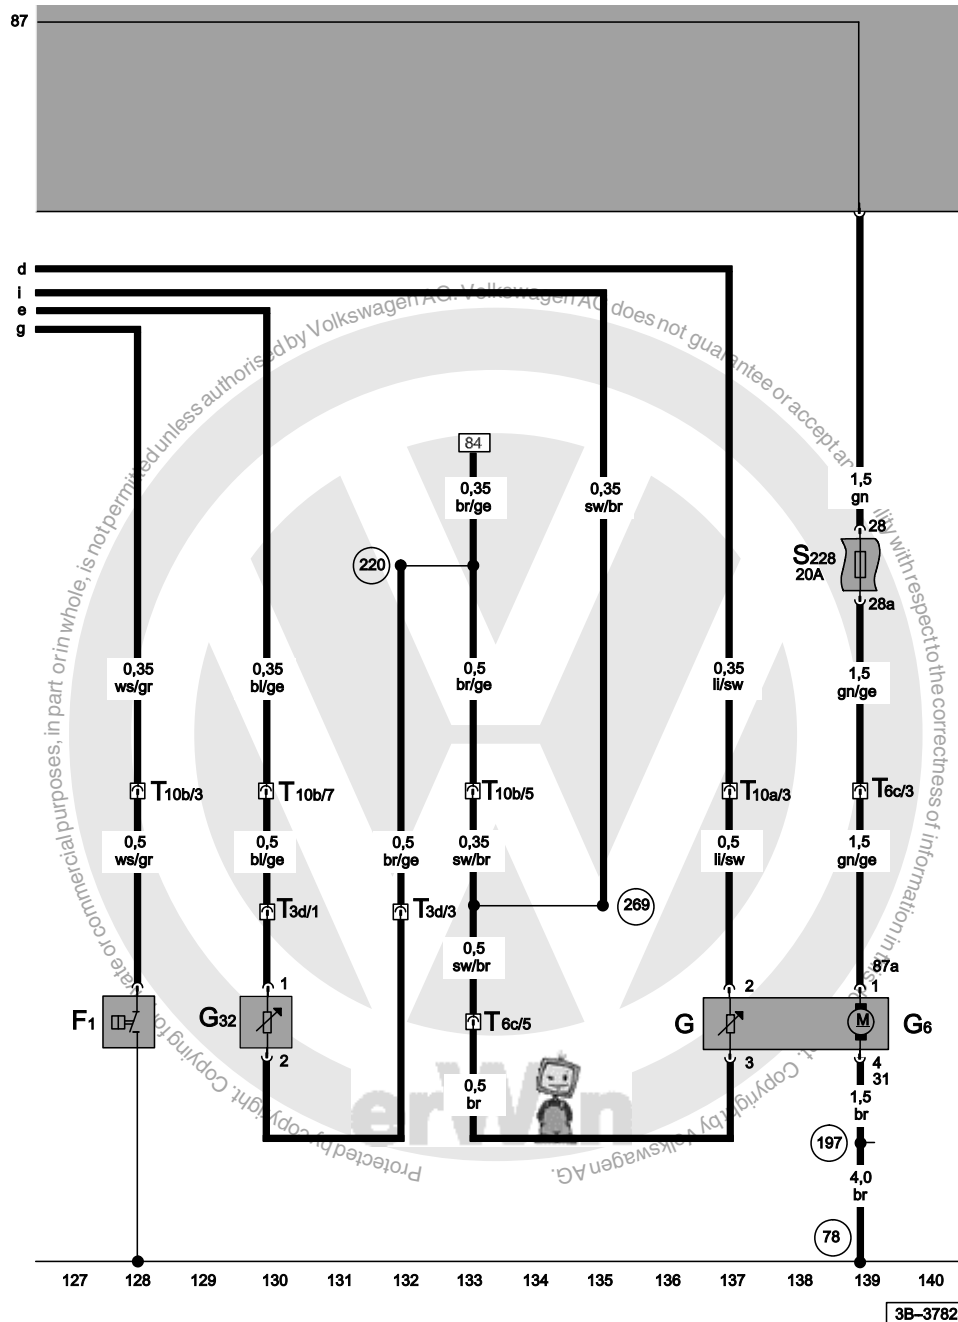 87
d
i
e
g
Protected by copyright. Copying for private or commercial purposes, in part or in whole, is not permitted unless authorised by Volkswagen AG. Volkswagen AG does not guarantee or accept any liability with respect to the correctness of information in this document. Copyright by Volkswagen AG.
84
0,35
br/ge
0,35
sw/br
1,5
gn
28
S228
20A
28a
220
0,35
ws/gr
0,35
bl/ge
0,5
br/ge
0,35
li/sw
1,5
gn/ge
T10b/3
T10b/7
T10b/5
T10a/3
T6c/3
0,5
ws/gr
0,5
bl/ge
0,5
br/ge
0,35
sw/br
0,5
li/sw
1,5
gn/ge
T3d/1
T3d/3
269
0,5
sw/br
87a
1
2
1
F1
G32
T6c/5
G
M
G6
2
3
4
31
0,5
br
1,5
br
erWin
197
4,0
br
78
127 128 129 130 131 132 133 134 135 136 137 138 139 140
3B–3782